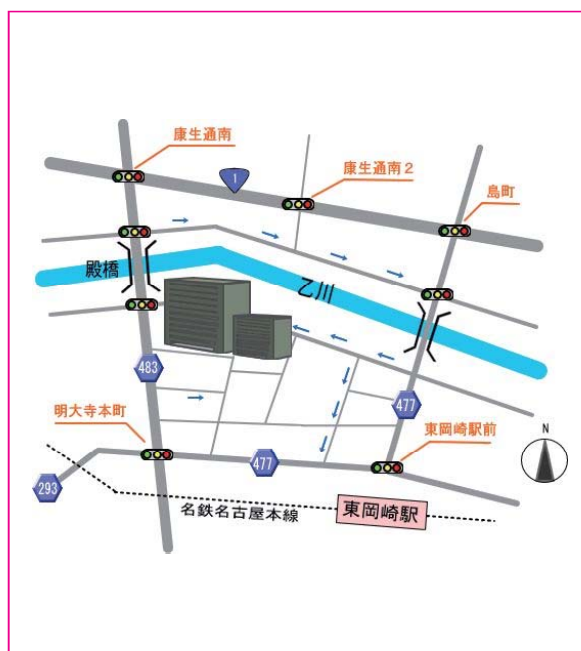 康生通南
1
康生通南2
島町
殿橋
乙川
483
477
明大寺本町
東岡崎駅前
477
N
293
名鉄名古屋本線
東岡崎駅